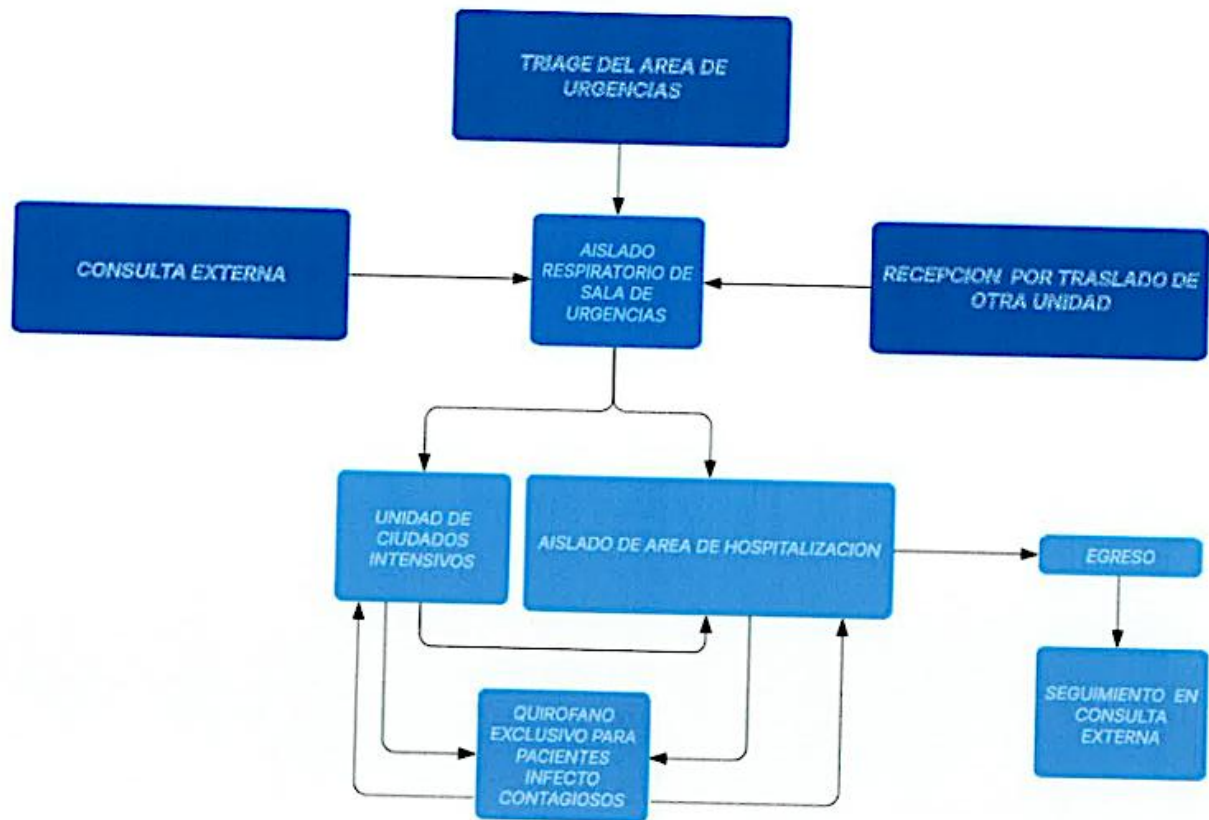 TRIAGE DEL AREA DE
URGENCIAS
CONSULTA EXTERNA
AISLADO
RESPIRATORIO DE
SALA DE
URGENCIAS
RECEPCION POR TRASLADO DE
OTRA UNIDAD
UNIDAD DE
CIUDADOS
INTENSIVOS
AISLADO DE AREA DE HOSPITALIZACION
EGRESO
QUIROFANO
EXCLUSIVO PARA
PACIENTES
INFECTO
CONTAGIOSOS
SEGUIMIENTO EN
CONSULTA
EXTERNA